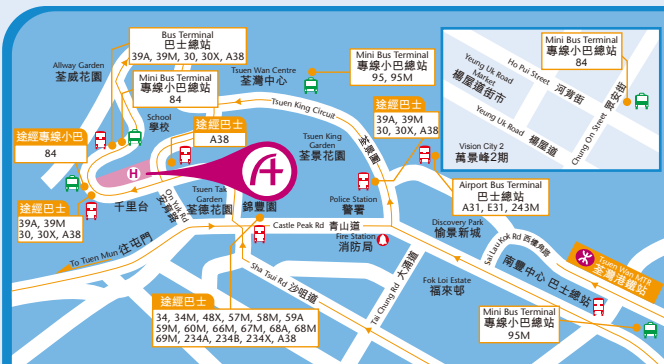 Bus Terminal
巴士總站
39A, 39M, 30, 30X, A38
Allway Garden
荃威花園
Mini Bus Terminal
專線小巴總站
84
Tsuen Wan Centre
荃灣中心
Mini Bus Terminal
專線小巴總站
95, 95M
Mini Bus Terminal
專線小巴總站
84
Yeung Uk Road
Market
楊屋道街市
Ho Pui Street
河背街
Chung On Street
眾安街
Yeung Uk Road
楊屋道
Vision City 2
萬景峰2期
途經專線小巴
84
School
學校
途經巴士
A38
Tsuen King Circuit
荃景圍
途經巴士
39A, 39M
30, 30X, A38
Tsuen King
Garden
荃景花園
H
千里台
On Yuk Rd
安育路
Tsuen Tak
Garden
荃德花園
錦豐園
Police Station
警署
Airport Bus Terminal
巴士總站
A31, E31, 243M
途經巴士
39A, 39M
30, 30X, A38
Castle Peak Rd 青山道
Fire Station
消防局
Discovery Park
愉景新城
Sai Lau Kok Rd 西樓角路
Tsuen Wan MTR
荃灣港鐵站
To Tuen Mun 往屯門
Sha Tsui Rd 沙咀道
Tai Chung Rd 大涌道
Fok Loi Estate
福來邨
南豐中心 巴士總站
途經巴士
34, 34M, 48X, 57M, 58M, 59A
59M, 60M, 66M, 67M, 68A, 68M
69M, 234A, 234B, 234X, A38
Mini Bus Terminal
專線小巴總站
95M